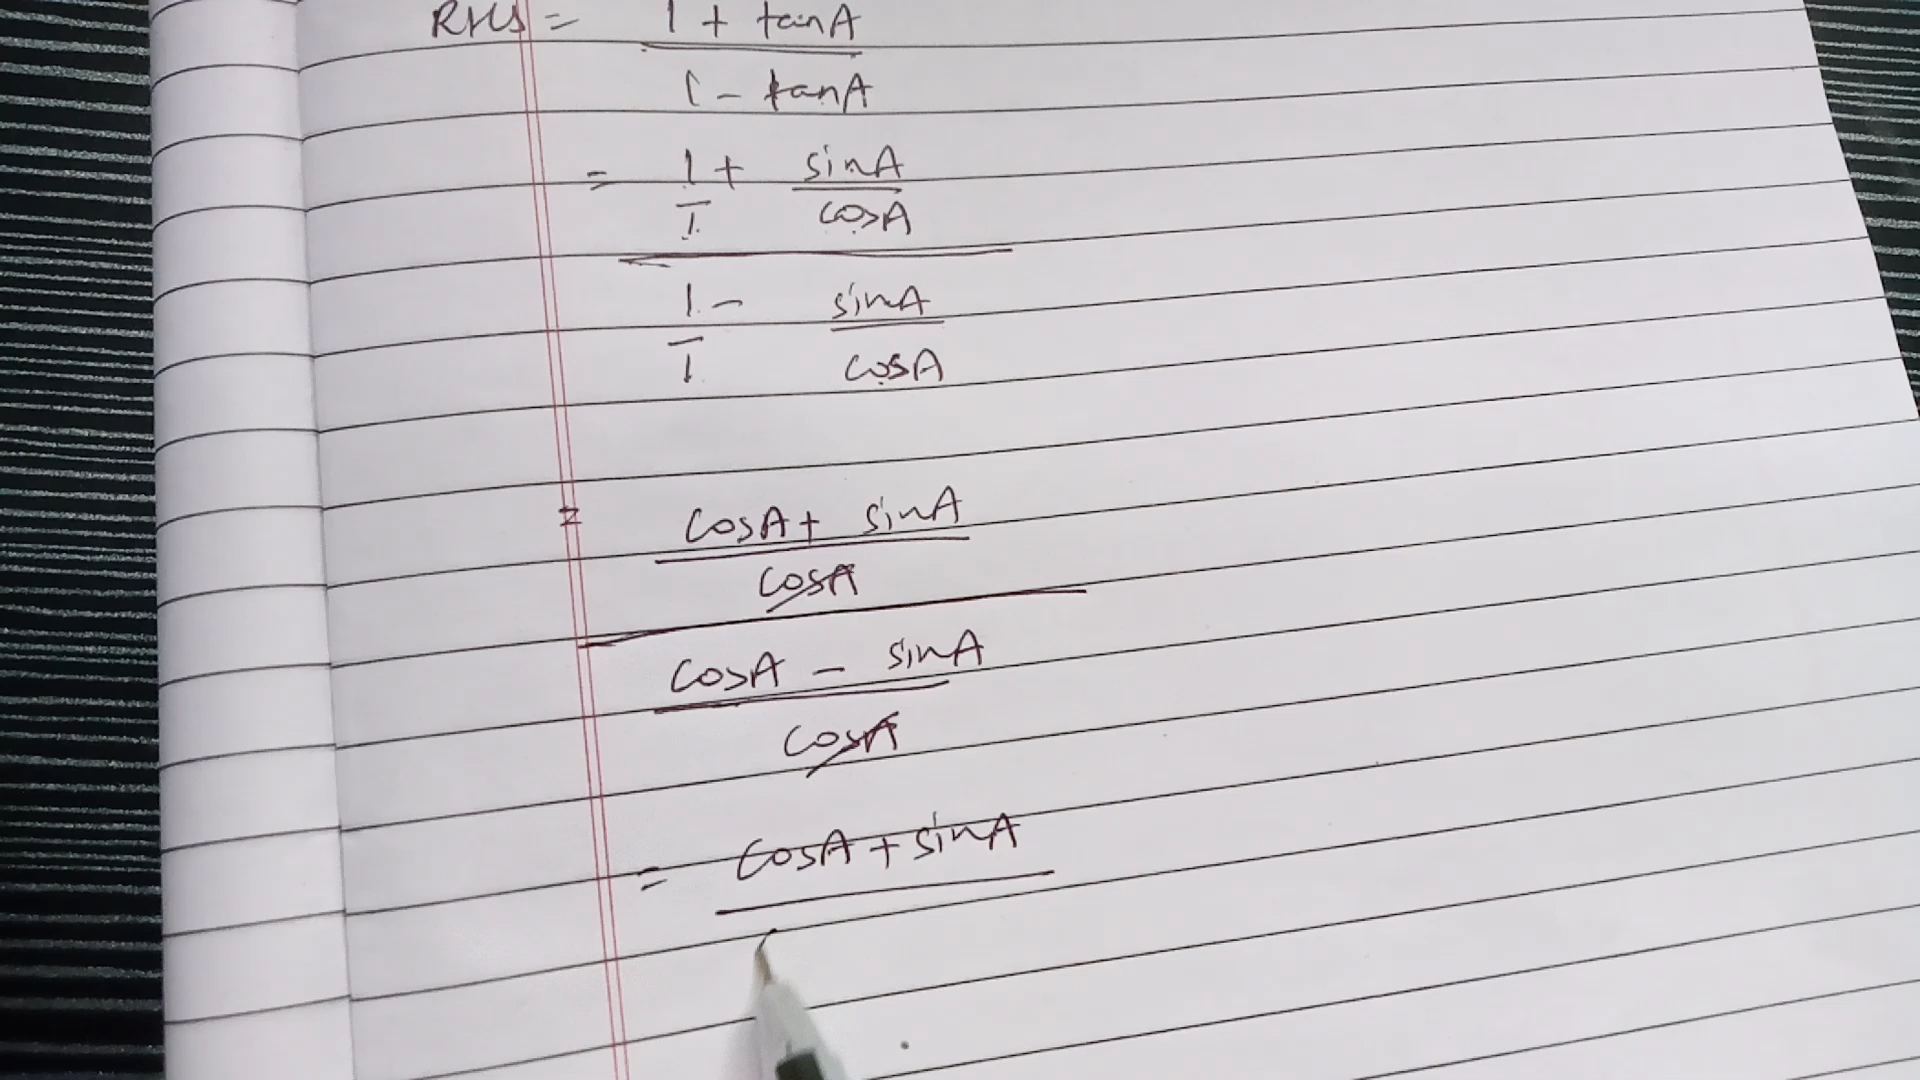 RHS = 1 + tanA
1 - tanA
= 1 + sinA
1 cosA
1 - sinA
1 cosA
= cosA + sinA
cosA
cosA - sinA
cosA
= cosA + sinA